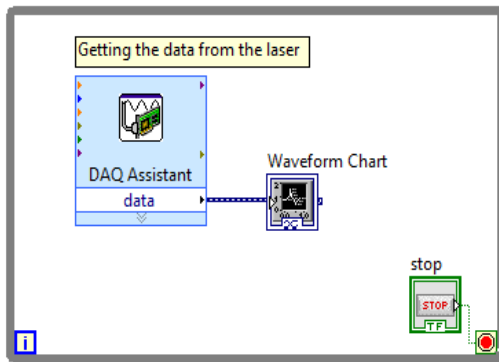 Getting the data from the laser
DAQ Assistant
data
Waveform Chart
stop
STOP
TF
i